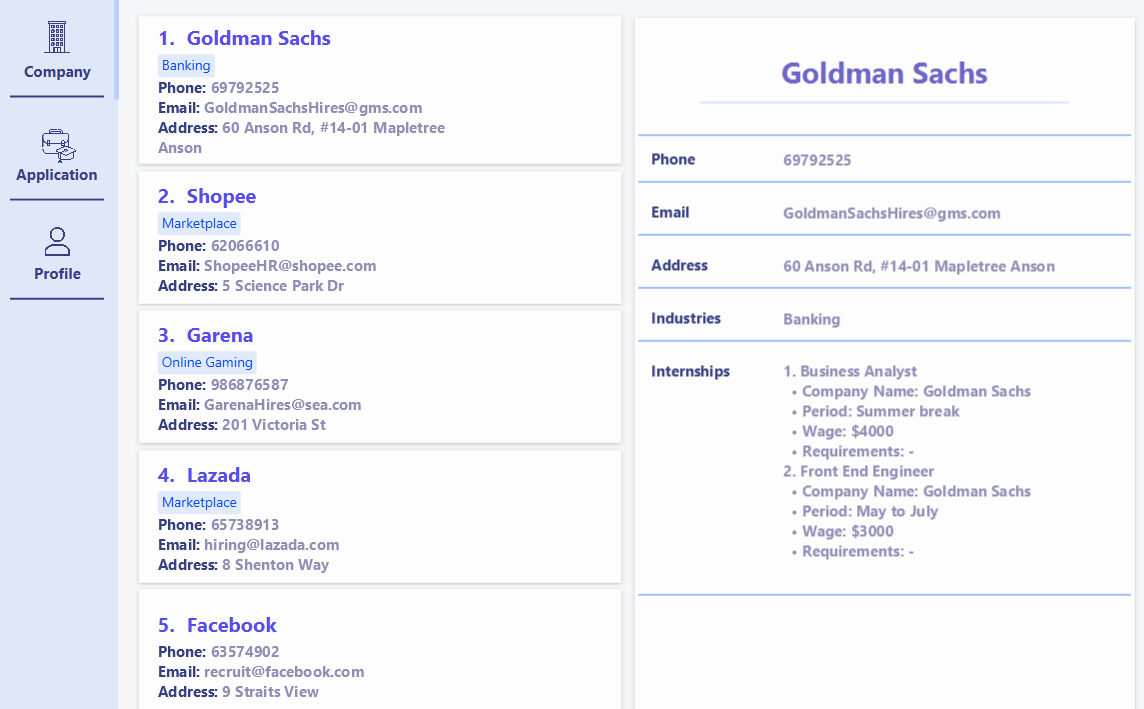 Company
Application
Profile
1. Goldman Sachs
Banking
Phone: 69792525
Email: GoldmanSachsHires@gms.com
Address: 60 Anson Rd, #14-01 Mapletree
Anson
2. Shopee
Marketplace
Phone: 62066610
Email: ShopeeHR@shopee.com
Address: 5 Science Park Dr
3. Garena
Online Gaming
Phone: 986876587
Email: GarenaHires@sea.com
Address: 201 Victoria St
4. Lazada
Marketplace
Phone: 65738913
Email: hiring@lazada.com
Address: 8 Shenton Way
5. Facebook
Phone: 63574902
Email: recruit@facebook.com
Address: 9 Straits View
Goldman Sachs
Phone 69792525
Email GoldmanSachsHires@gms.com
Address 60 Anson Rd, #14-01 Mapletree Anson
Industries Banking
Internships 1. Business Analyst
• Company Name: Goldman Sachs
• Period: Summer break
• Wage: $4000
• Requirements: -
2. Front End Engineer
• Company Name: Goldman Sachs
• Period: May to July
• Wage: $3000
• Requirements: -